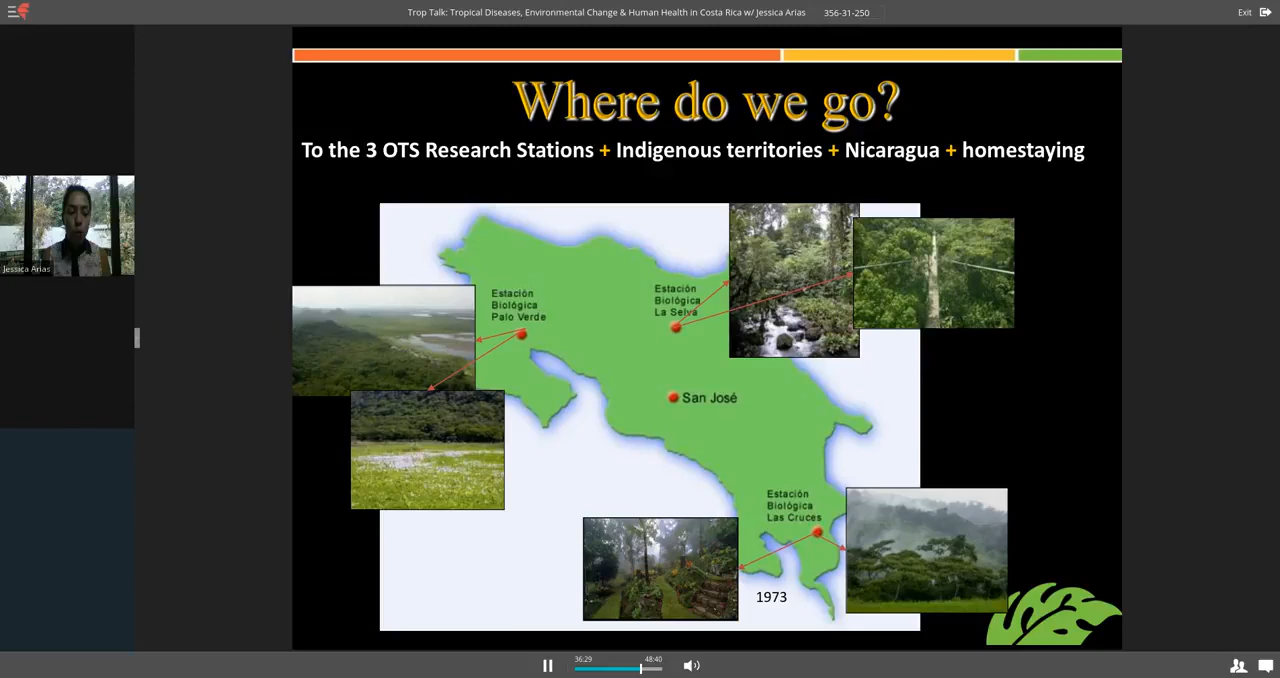 Trop Talk: Tropical Diseases, Environmental Change & Human Health in Costa Rica w/ Jessica Arias
356-31-250
Exit
Where do we go?
To the 3 OTS Research Stations + Indigenous territories + Nicaragua + homestaying
Jessica Arias
Estación
Biológica
Palo Verde
Estación
Biológica
La Selva
San José
Estación
Biológica
Las Cruces
1973
36:29
48:40